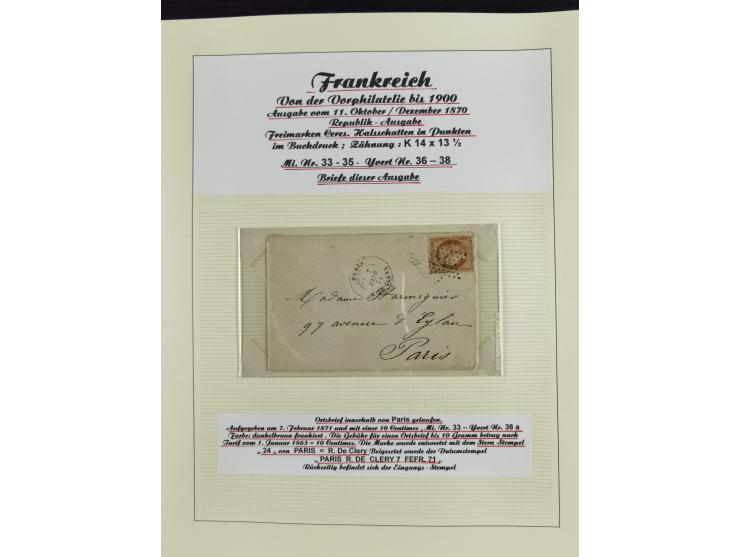 Frankreich
Von der Vorphilatelie bis 1900
Ausgabe vom 11. Oktober / Dezember 1870
Republik - Ausgabe
Freimarken Ceres. Halsschatten in Punkten
im Buchdruck ; Zähnung: K 14 x 13 ½
Mi. Nr. 33 - 35 - Yvert Nr. 36 – 38
Briefe dieser Ausgabe
PARIS
Madame
97 avenue d'Eylau
Paris
Ortsbrief innerhalb von Paris gelaufen.
Aufgegeben am 7. Februar 1871 und mit einer 10 Centimes , Mi. Nr. 33 – Yvert Nr. 36 a
Farbe: dunkelbraun frankiert . Die Gebühr für einen Ortsbrief bis 10 Gramm betrug nach
Tarif vom 1. Januar 1863 = 10 Centimes. Die Marke wurde entwertet mit dem Stern Stempel
„ 24 „ von PARIS = R. De Clery Beigesetzt wurde der Datumstempel
„ PARIS R. DE CLERY 7 FEFR. 71 „
Rückseitig befindet sich der Eingangs - Stempel